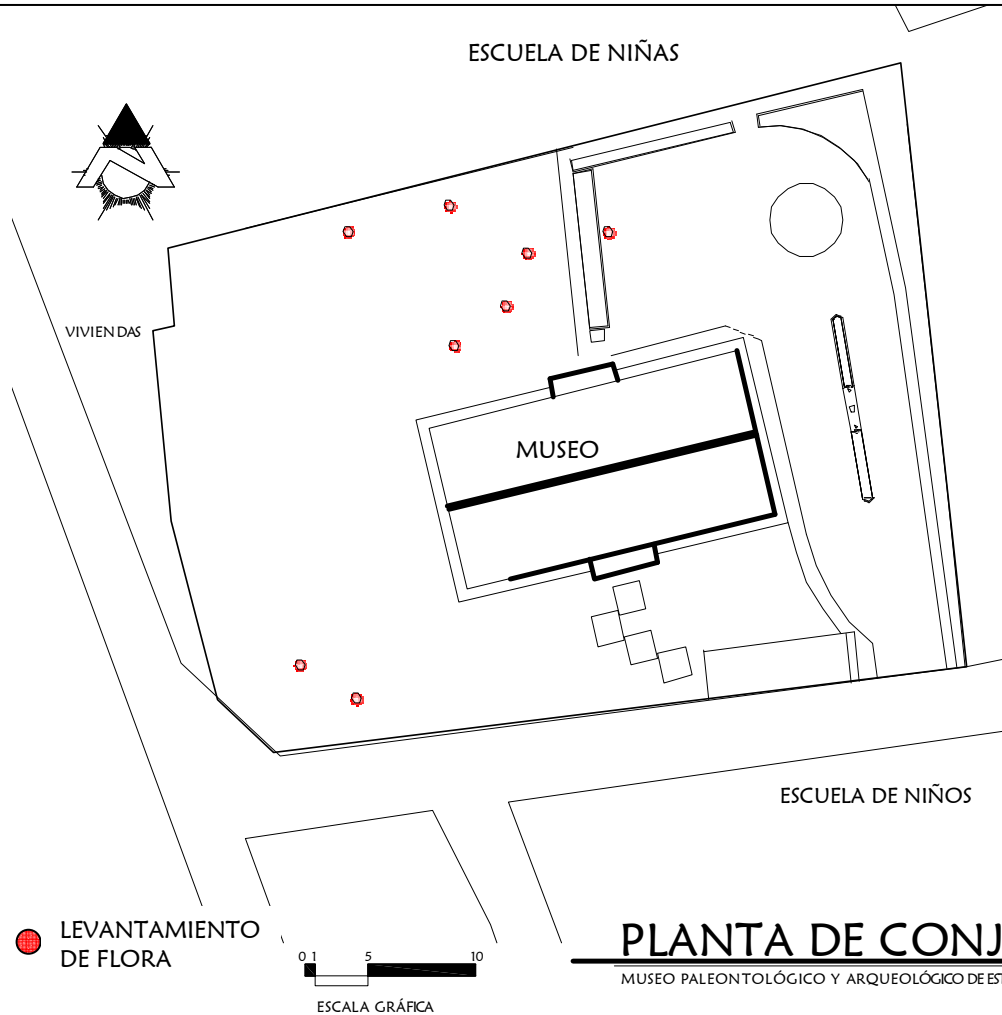 ESCUELA DE NIÑAS
N
VIVIENDAS
MUSEO
ESCUELA DE NIÑOS
LEVANTAMIENTO
DE FLORA
0 1 5 10
ESCALA GRÁFICA
PLANTA DE CONJ
MUSEO PALEONTOLÓGICO Y ARQUEOLÓGICO DE EST